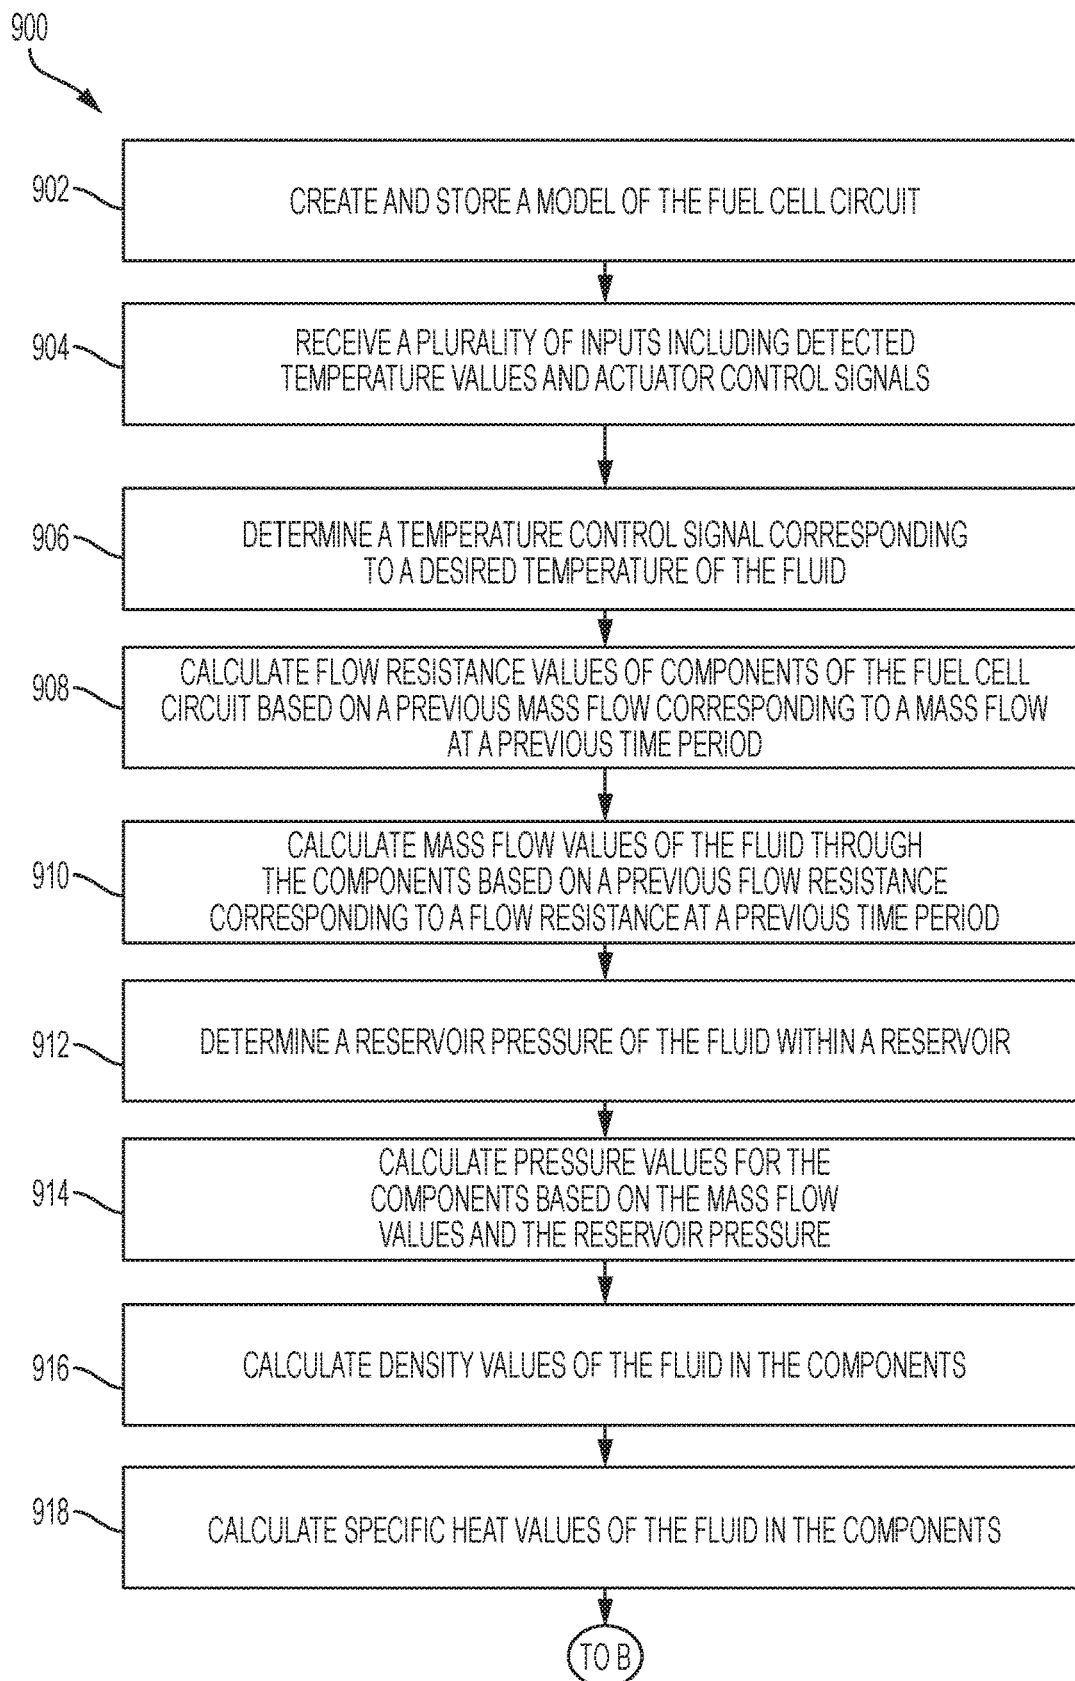 900
902
CREATE AND STORE A MODEL OF THE FUEL CELL CIRCUIT
904
RECEIVE A PLURALITY OF INPUTS INCLUDING DETECTED
TEMPERATURE VALUES AND ACTUATOR CONTROL SIGNALS
906
DETERMINE A TEMPERATURE CONTROL SIGNAL CORRESPONDING
TO A DESIRED TEMPERATURE OF THE FLUID
908
CALCULATE FLOW RESISTANCE VALUES OF COMPONENTS OF THE FUEL CELL
CIRCUIT BASED ON A PREVIOUS MASS FLOW CORRESPONDING TO A MASS FLOW
AT A PREVIOUS TIME PERIOD
910
CALCULATE MASS FLOW VALUES OF THE FLUID THROUGH
THE COMPONENTS BASED ON A PREVIOUS FLOW RESISTANCE
CORRESPONDING TO A FLOW RESISTANCE AT A PREVIOUS TIME PERIOD
912
DETERMINE A RESERVOIR PRESSURE OF THE FLUID WITHIN A RESERVOIR
914
CALCULATE PRESSURE VALUES FOR THE
COMPONENTS BASED ON THE MASS FLOW
VALUES AND THE RESERVOIR PRESSURE
916
CALCULATE DENSITY VALUES OF THE FLUID IN THE COMPONENTS
918
CALCULATE SPECIFIC HEAT VALUES OF THE FLUID IN THE COMPONENTS
TO B